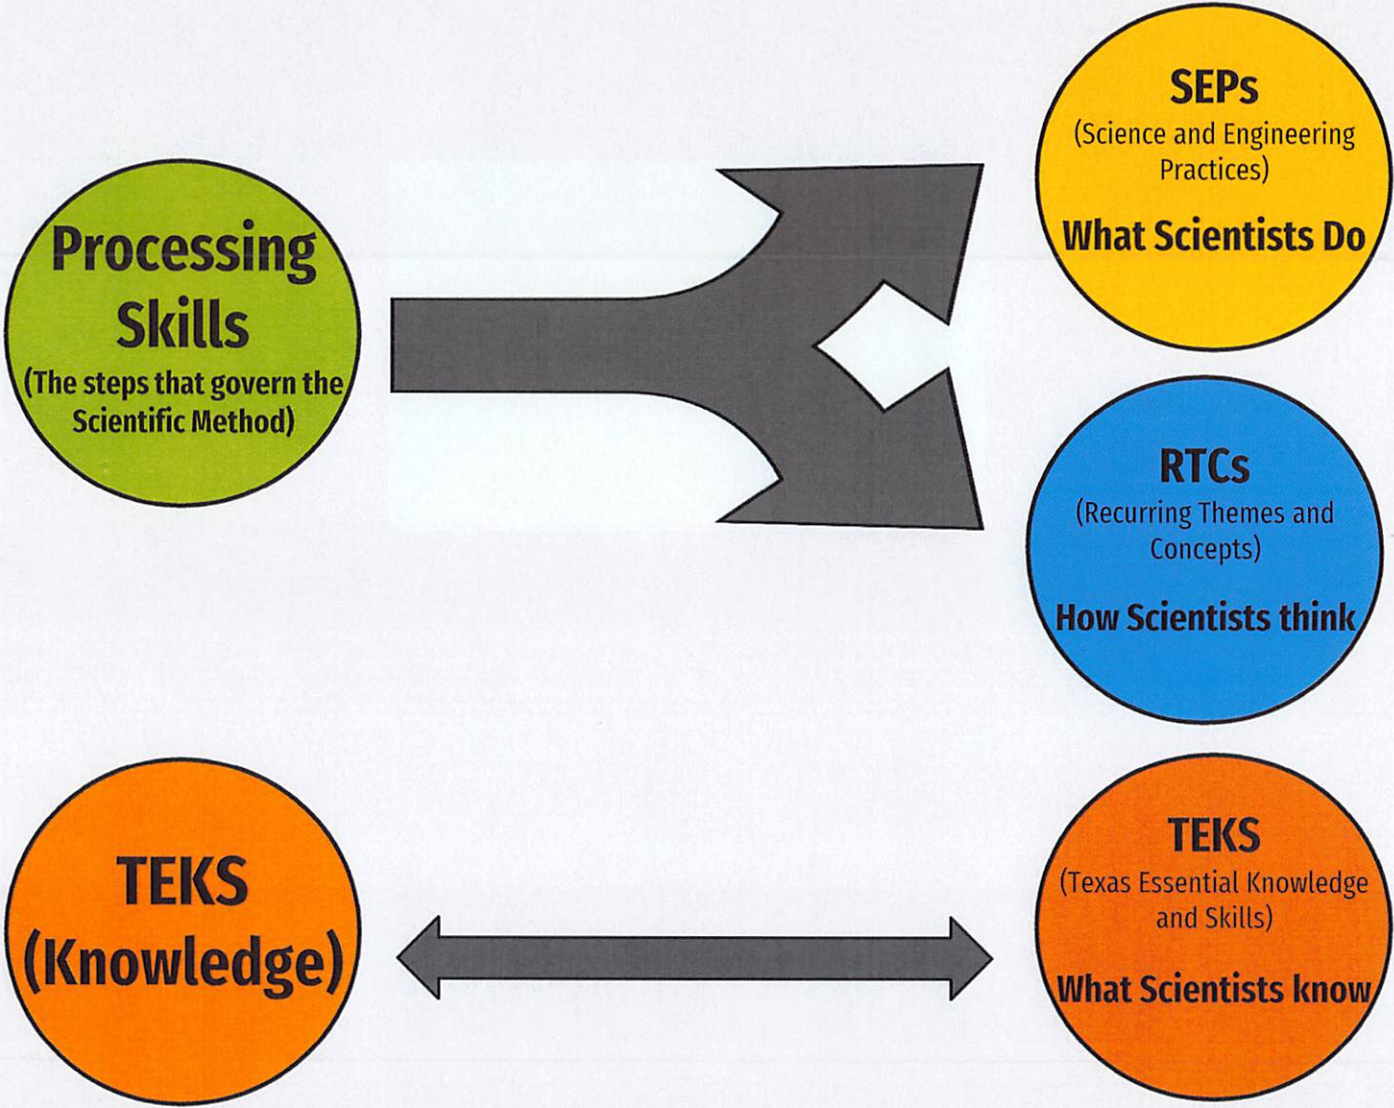 Processing
Skills
(The steps that govern the
Scientific Method)
SEPs
(Science and Engineering
Practices)
What Scientists Do
RTCs
(Recurring Themes and
Concepts)
How Scientists think
TEKS
(Knowledge)
TEKS
(Texas Essential Knowledge
and Skills)
What Scientists know